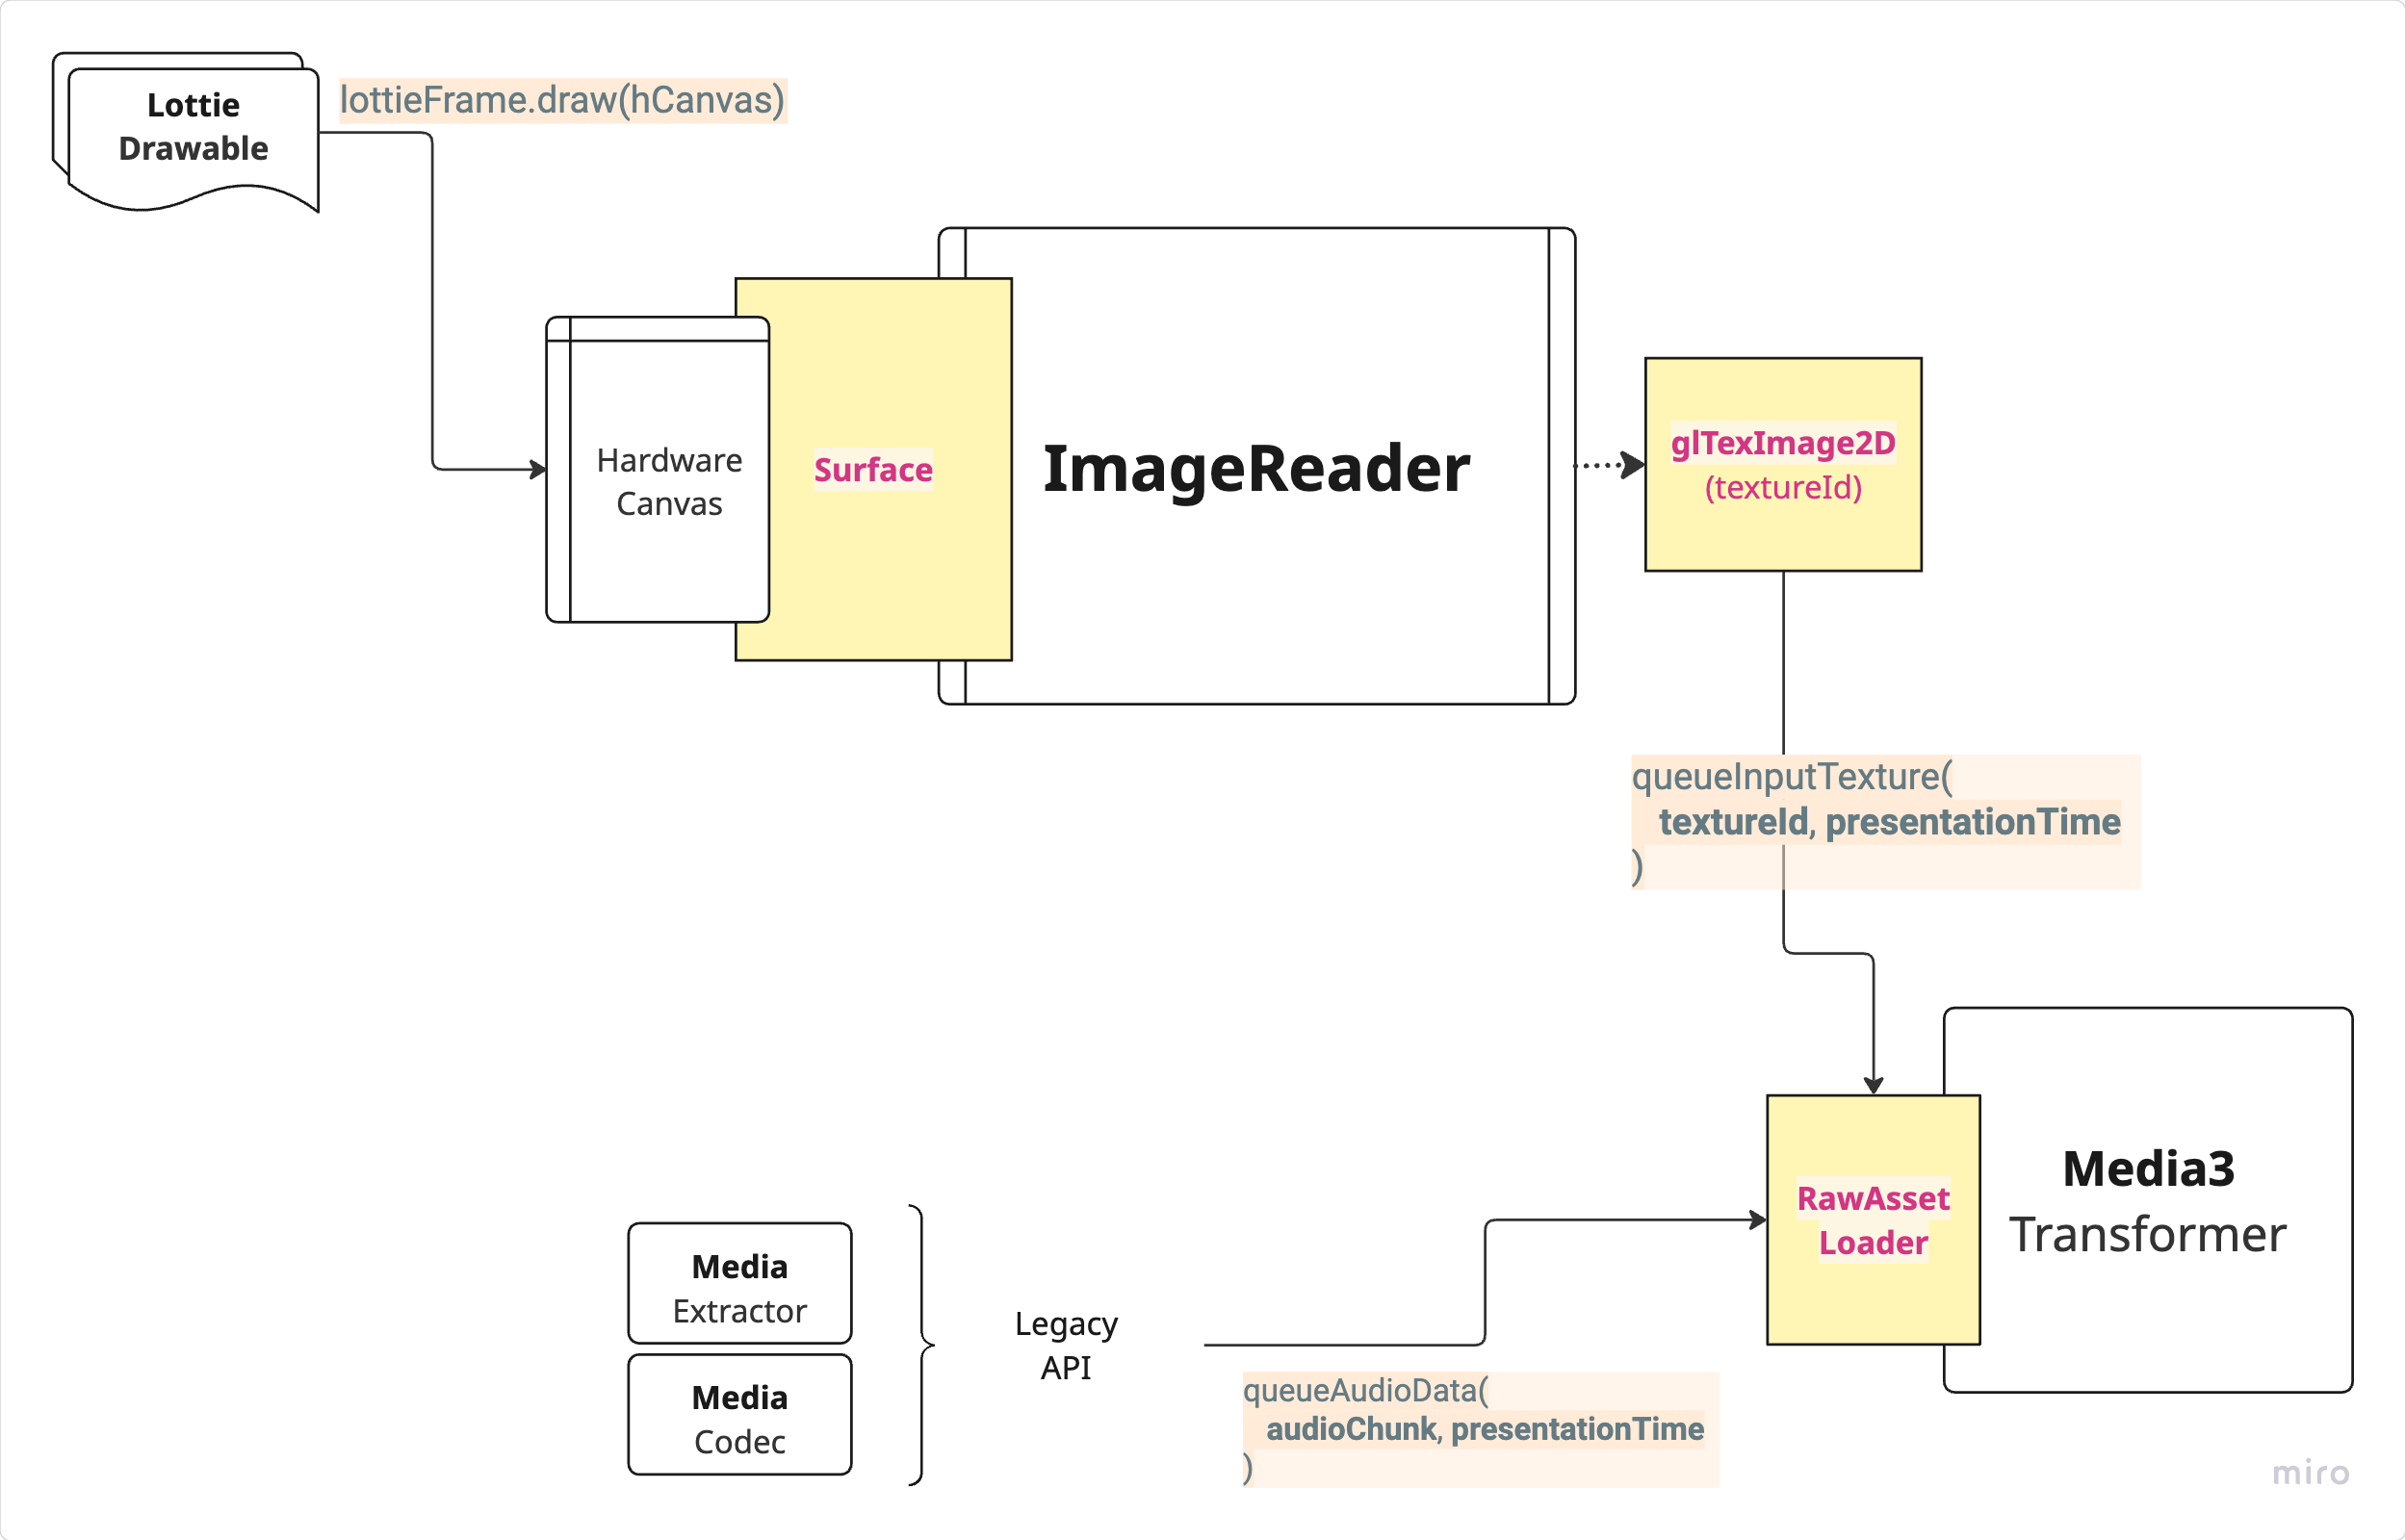 Lottie
Drawable
lottieFrame.draw(hCanvas)
Hardware
Canvas
Surface
ImageReader
glTexImage2D
(textureId)
queueInputTexture(
textureId, presentationTime
)
Media3
Transformer
RawAsset
Loader
Media
Extractor
Media
Codec
Legacy
API
queueAudioData(
audioChunk, presentationTime
)
miro